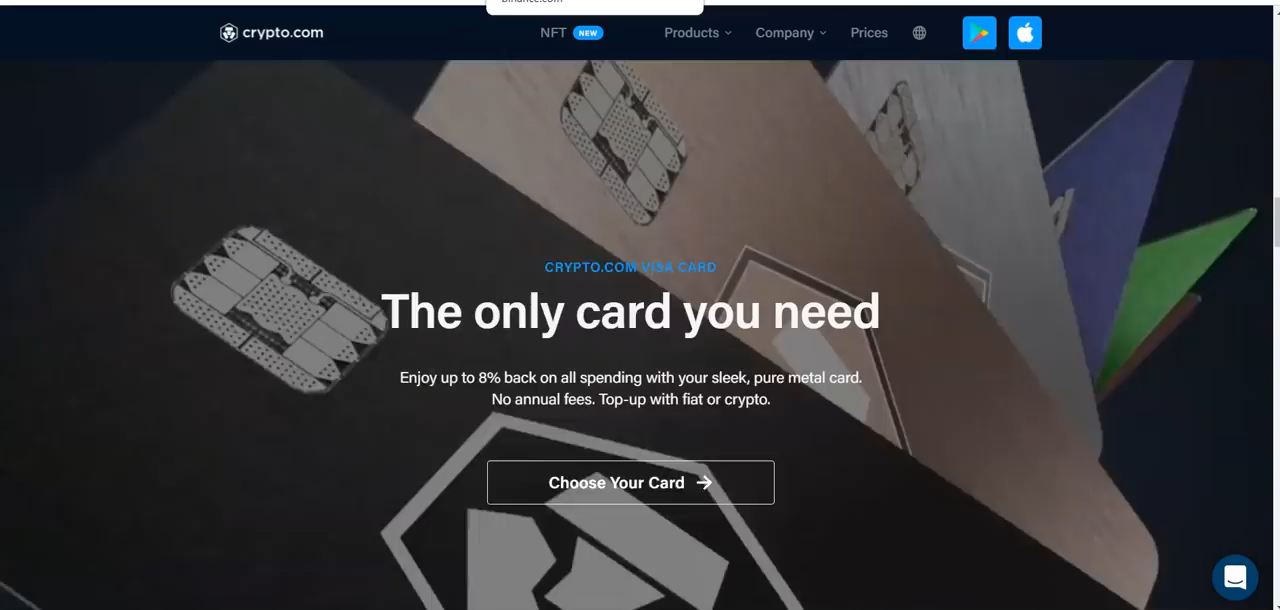 binance.com
crypto.com
NFT NEW Products Company Prices
CRYPTO.COM VISA CARD
The only card you need
Enjoy up to 8% back on all spending with your sleek, pure metal card.
No annual fees. Top-up with fiat or crypto.
Choose Your Card →